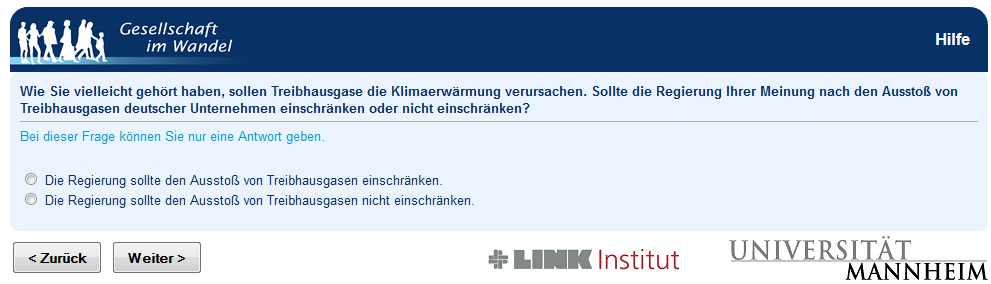 Gesellschaft
im Wandel
Hilfe
Wie Sie vielleicht gehört haben, sollen Treibhausgase die Klimaerwärmung verursachen. Sollte die Regierung Ihrer Meinung nach den Ausstoß von
Treibhausgasen deutscher Unternehmen einschränken oder nicht einschränken?
Bei dieser Frage können Sie nur eine Antwort geben.
Die Regierung sollte den Ausstoß von Treibhausgasen einschränken.
Die Regierung sollte den Ausstoß von Treibhausgasen nicht einschränken.
< Zurück
Weiter >
LINK Institut
UNIVERSITÄT
MANNHEIM